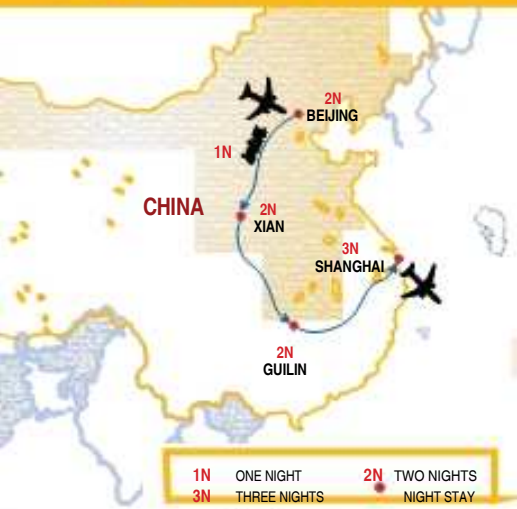 2N
BEIJING
1N
CHINA
2N
XIAN
3N
SHANGHAI
2N
GUILIN
1N ONE NIGHT 2N TWO NIGHTS
3N THREE NIGHTS NIGHT STAY